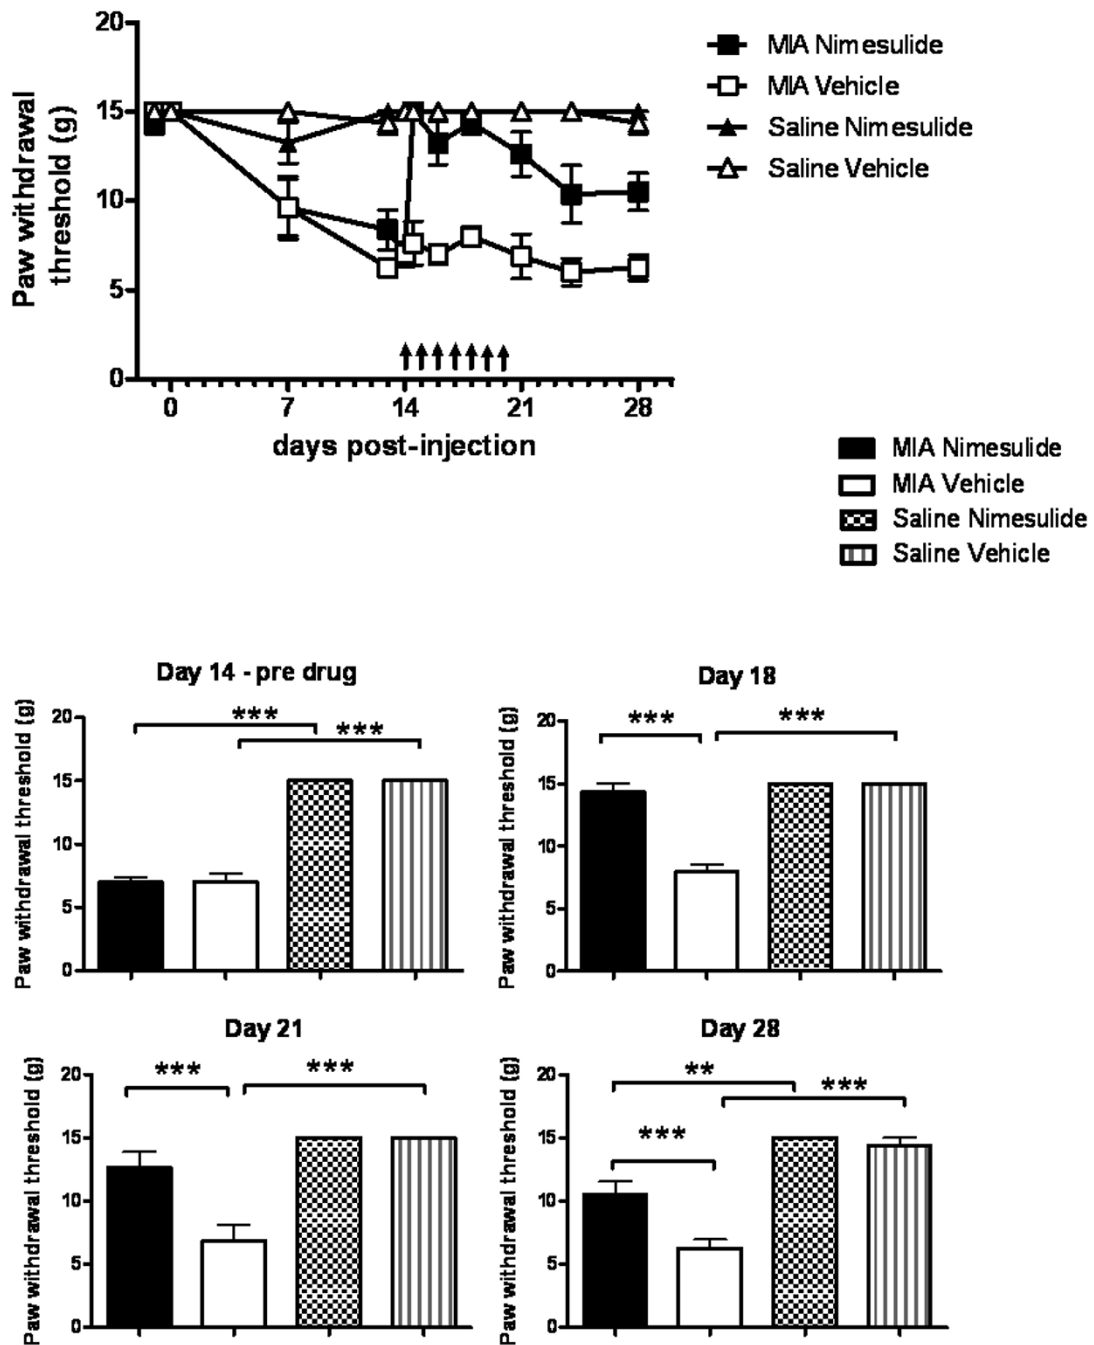 20
15
10
5
0
Paw withdrawal
threshold (g)
0 7 14 21 28
days post-injection
MIA Nimesulide
MIA Vehicle
Saline Nimesulide
Saline Vehicle
MIA Nimesulide
MIA Vehicle
Saline Nimesulide
Saline Vehicle
Day 14 - pre drug
Paw withdrawal threshold (g)
20
15
10
5
0
***
***
Day 18
Paw withdrawal threshold (g)
20
15
10
5
0
***
***
Day 21
Paw withdrawal threshold (g)
20
15
10
5
0
***
***
Day 28
Paw withdrawal threshold (g)
20
15
10
5
0
**
***
***